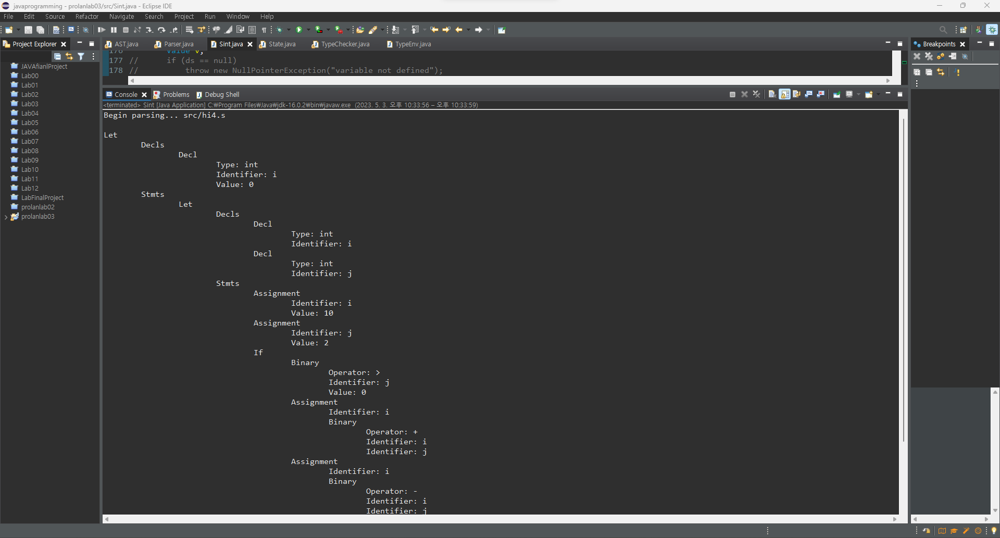 javaprogramming - prolanlab03/src/Sint.java - Eclipse IDE
File Edit Source Refactor Navigate Search Project Run Window Help
Project Explorer
AST.java Parser.java Sint.java State.java TypeChecker.java TypeEnv.java
Breakpoints
JAVAfianlProject
Lab00
Lab01
Lab02
Lab03
Lab04
Lab05
Lab06
Lab07
Lab08
Lab09
Lab10
Lab11
Lab12
LabFinalProject
prolanlab02
prolanlab03
176 Value v;
177 // if (ds == null)
178 // throw new NullPointerException("variable not defined");
Console Problems Debug Shell
<terminated> Sint [Java Application] C:₩Program Files₩Java₩jdk-16.0.2₩bin₩javaw.exe (2023. 5. 3. 오후 10:33:56 – 오후 10:33:59)
Begin parsing... src/hi4.s
Let
Decls
Decl
Type: int
Identifier: i
Value: 0
Stmts
Let
Decls
Decl
Type: int
Identifier: i
Decl
Type: int
Identifier: j
Stmts
Assignment
Identifier: i
Value: 10
Assignment
Identifier: j
Value: 2
If
Binary
Operator: >
Identifier: j
Value: 0
Assignment
Identifier: i
Binary
Operator: +
Identifier: i
Identifier: j
Assignment
Identifier: i
Binary
Operator: -
Identifier: i
Identifier: j